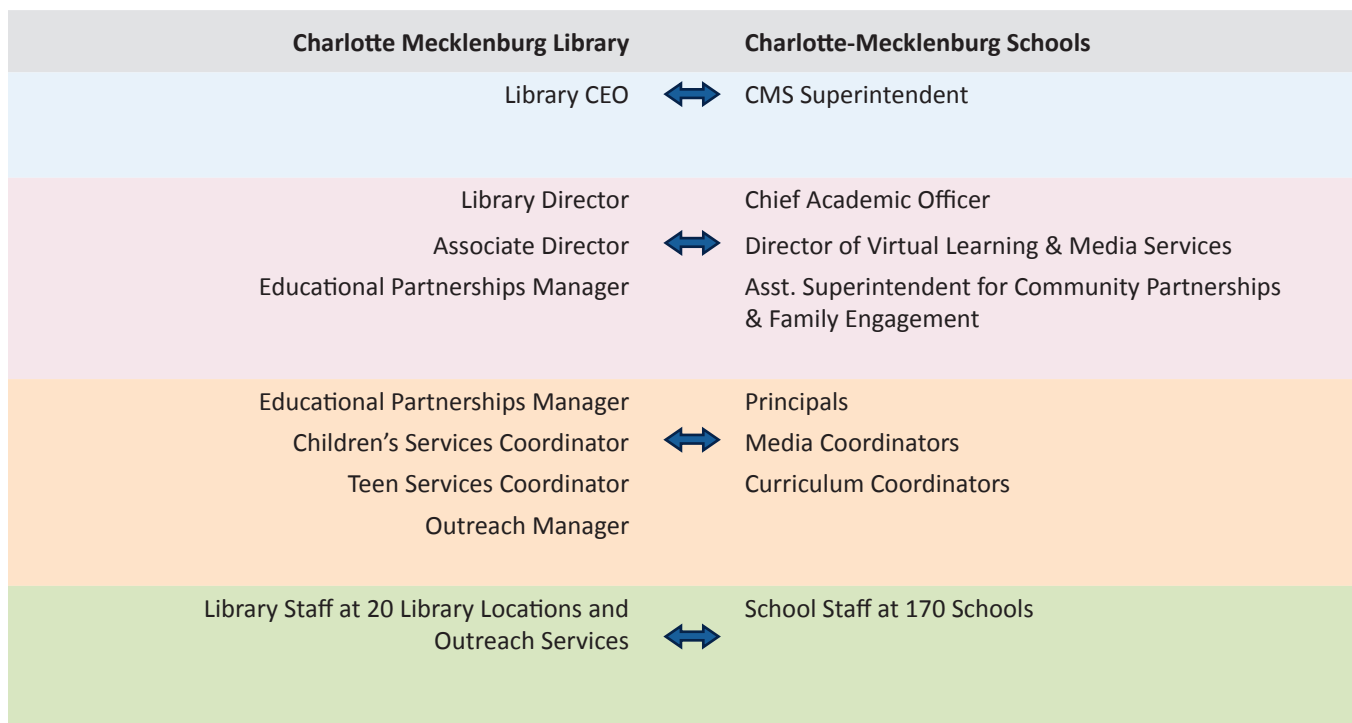 Charlotte Mecklenburg Library Charlotte-Mecklenburg Schools
Library CEO CMS Superintendent
Library Director Chief Academic Officer
Associate Director Director of Virtual Learning & Media Services
Educational Partnerships Manager Asst. Superintendent for Community Partnerships
& Family Engagement
Educational Partnerships Manager Principals
Children’s Services Coordinator Media Coordinators
Teen Services Coordinator Curriculum Coordinators
Outreach Manager
Library Staff at 20 Library Locations and School Staff at 170 Schools
Outreach Services